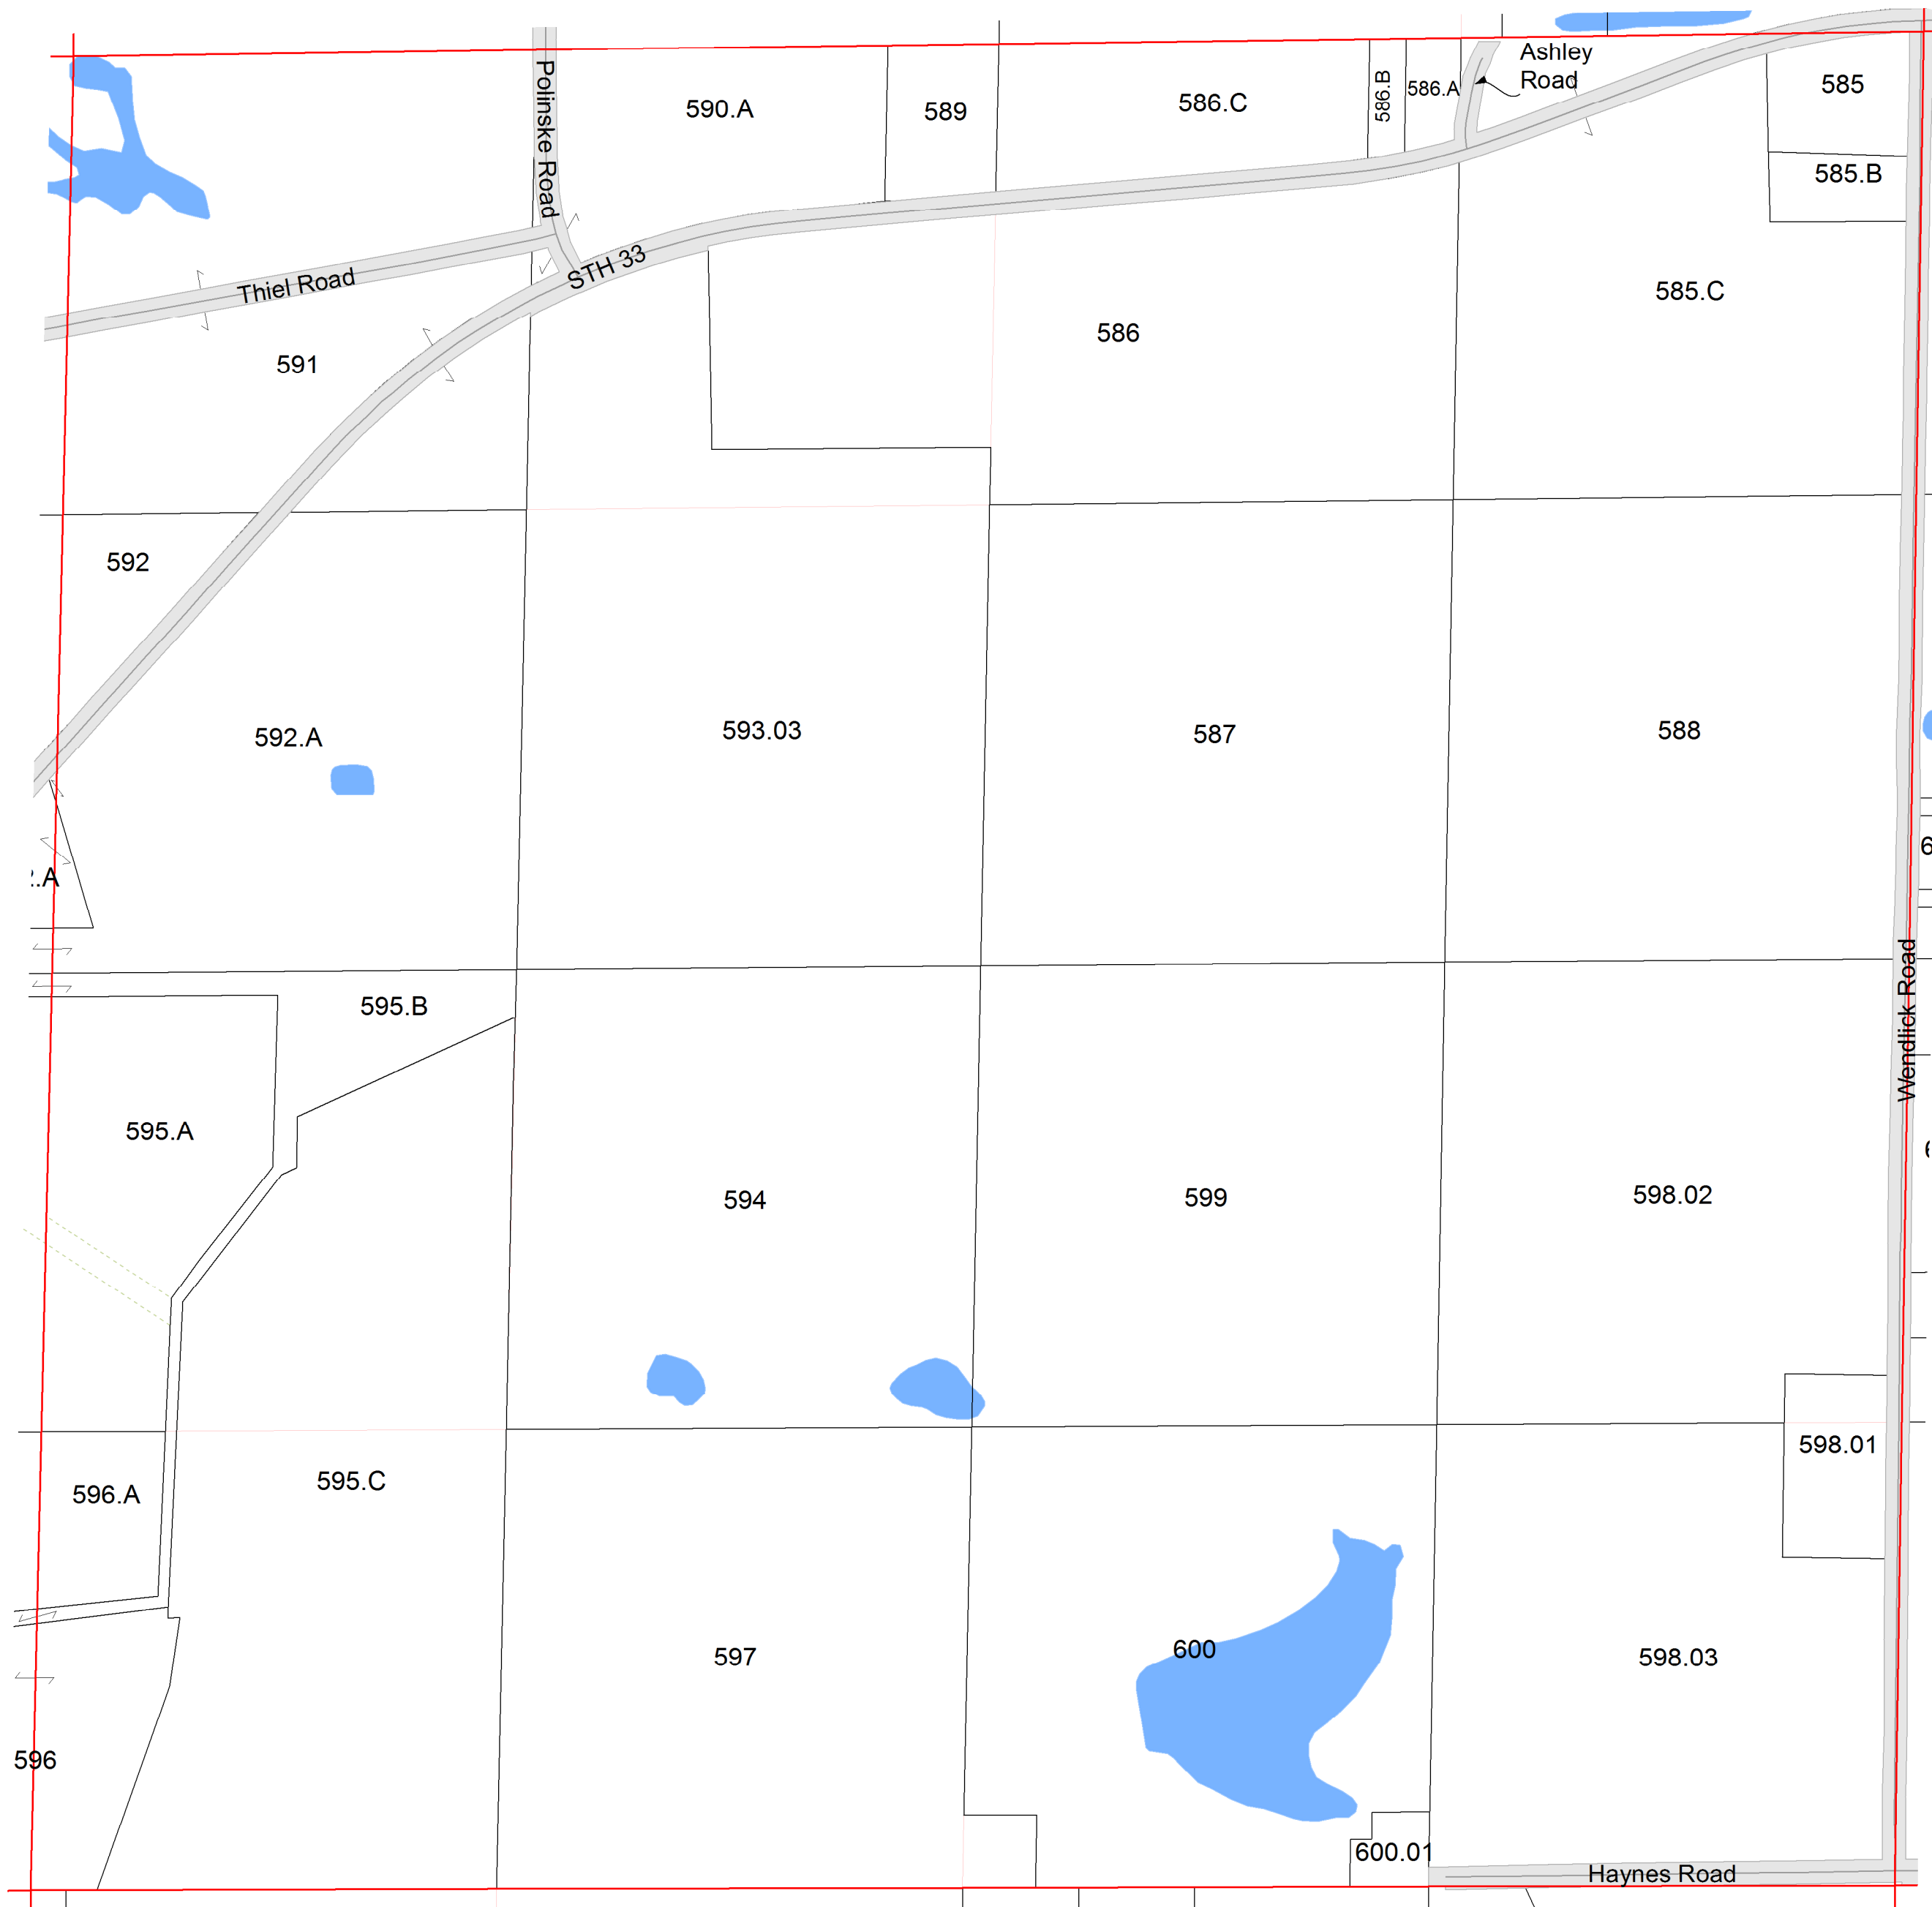 Ashley
Road
586.B
586.A
585
590.A
589
586.C
Polinske Road
585.B
STH 33
Thiel Road
585.C
586
591
592
592.A
593.03
587
588
.A
595.B
Wendlick Road
595.A
594
599
598.02
598.01
596.A
595.C
600
597
598.03
596
600.01
Haynes Road